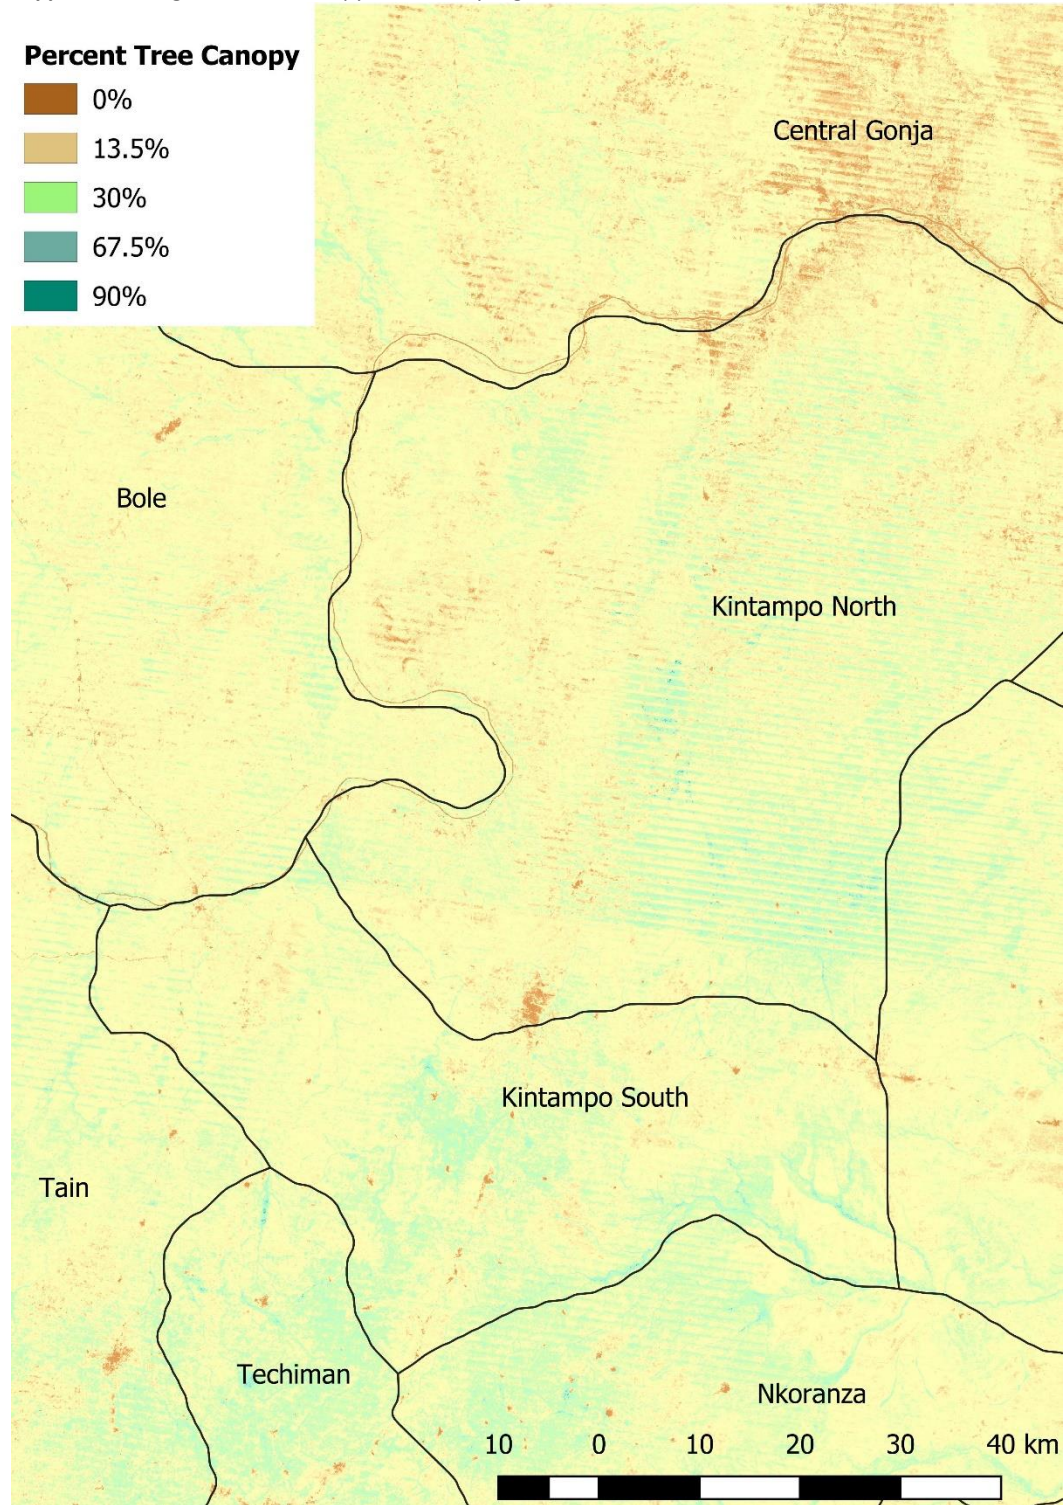 Percent Tree Canopy
0%
13.5%
30%
67.5%
90%
Central Gonja
Bole
Kintampo North
Kintampo South
Tain
Techiman
Nkoranza
10 0 10 20 30 40 km